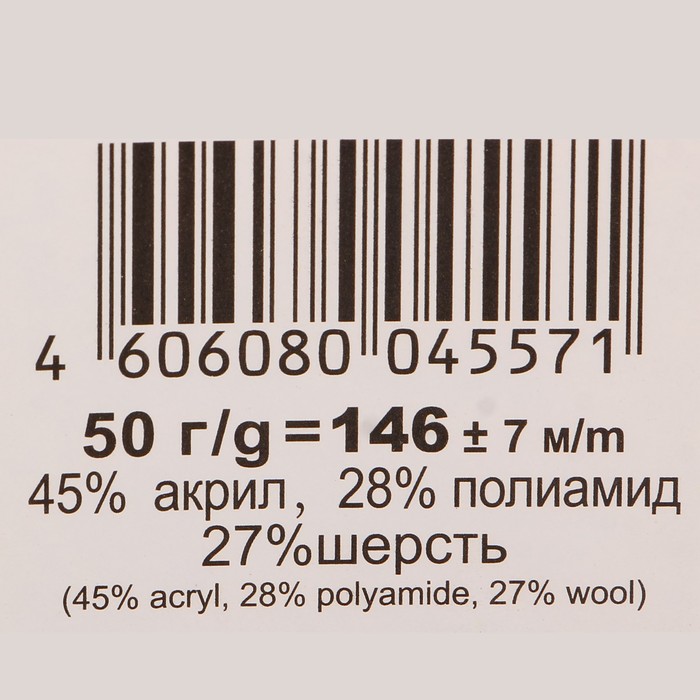 4 606080 045571
50 г/g=146 ± 7 м/m
45% акрил, 28% полиамид
27%шерсть
(45% acryl, 28% polyamide, 27% wool)